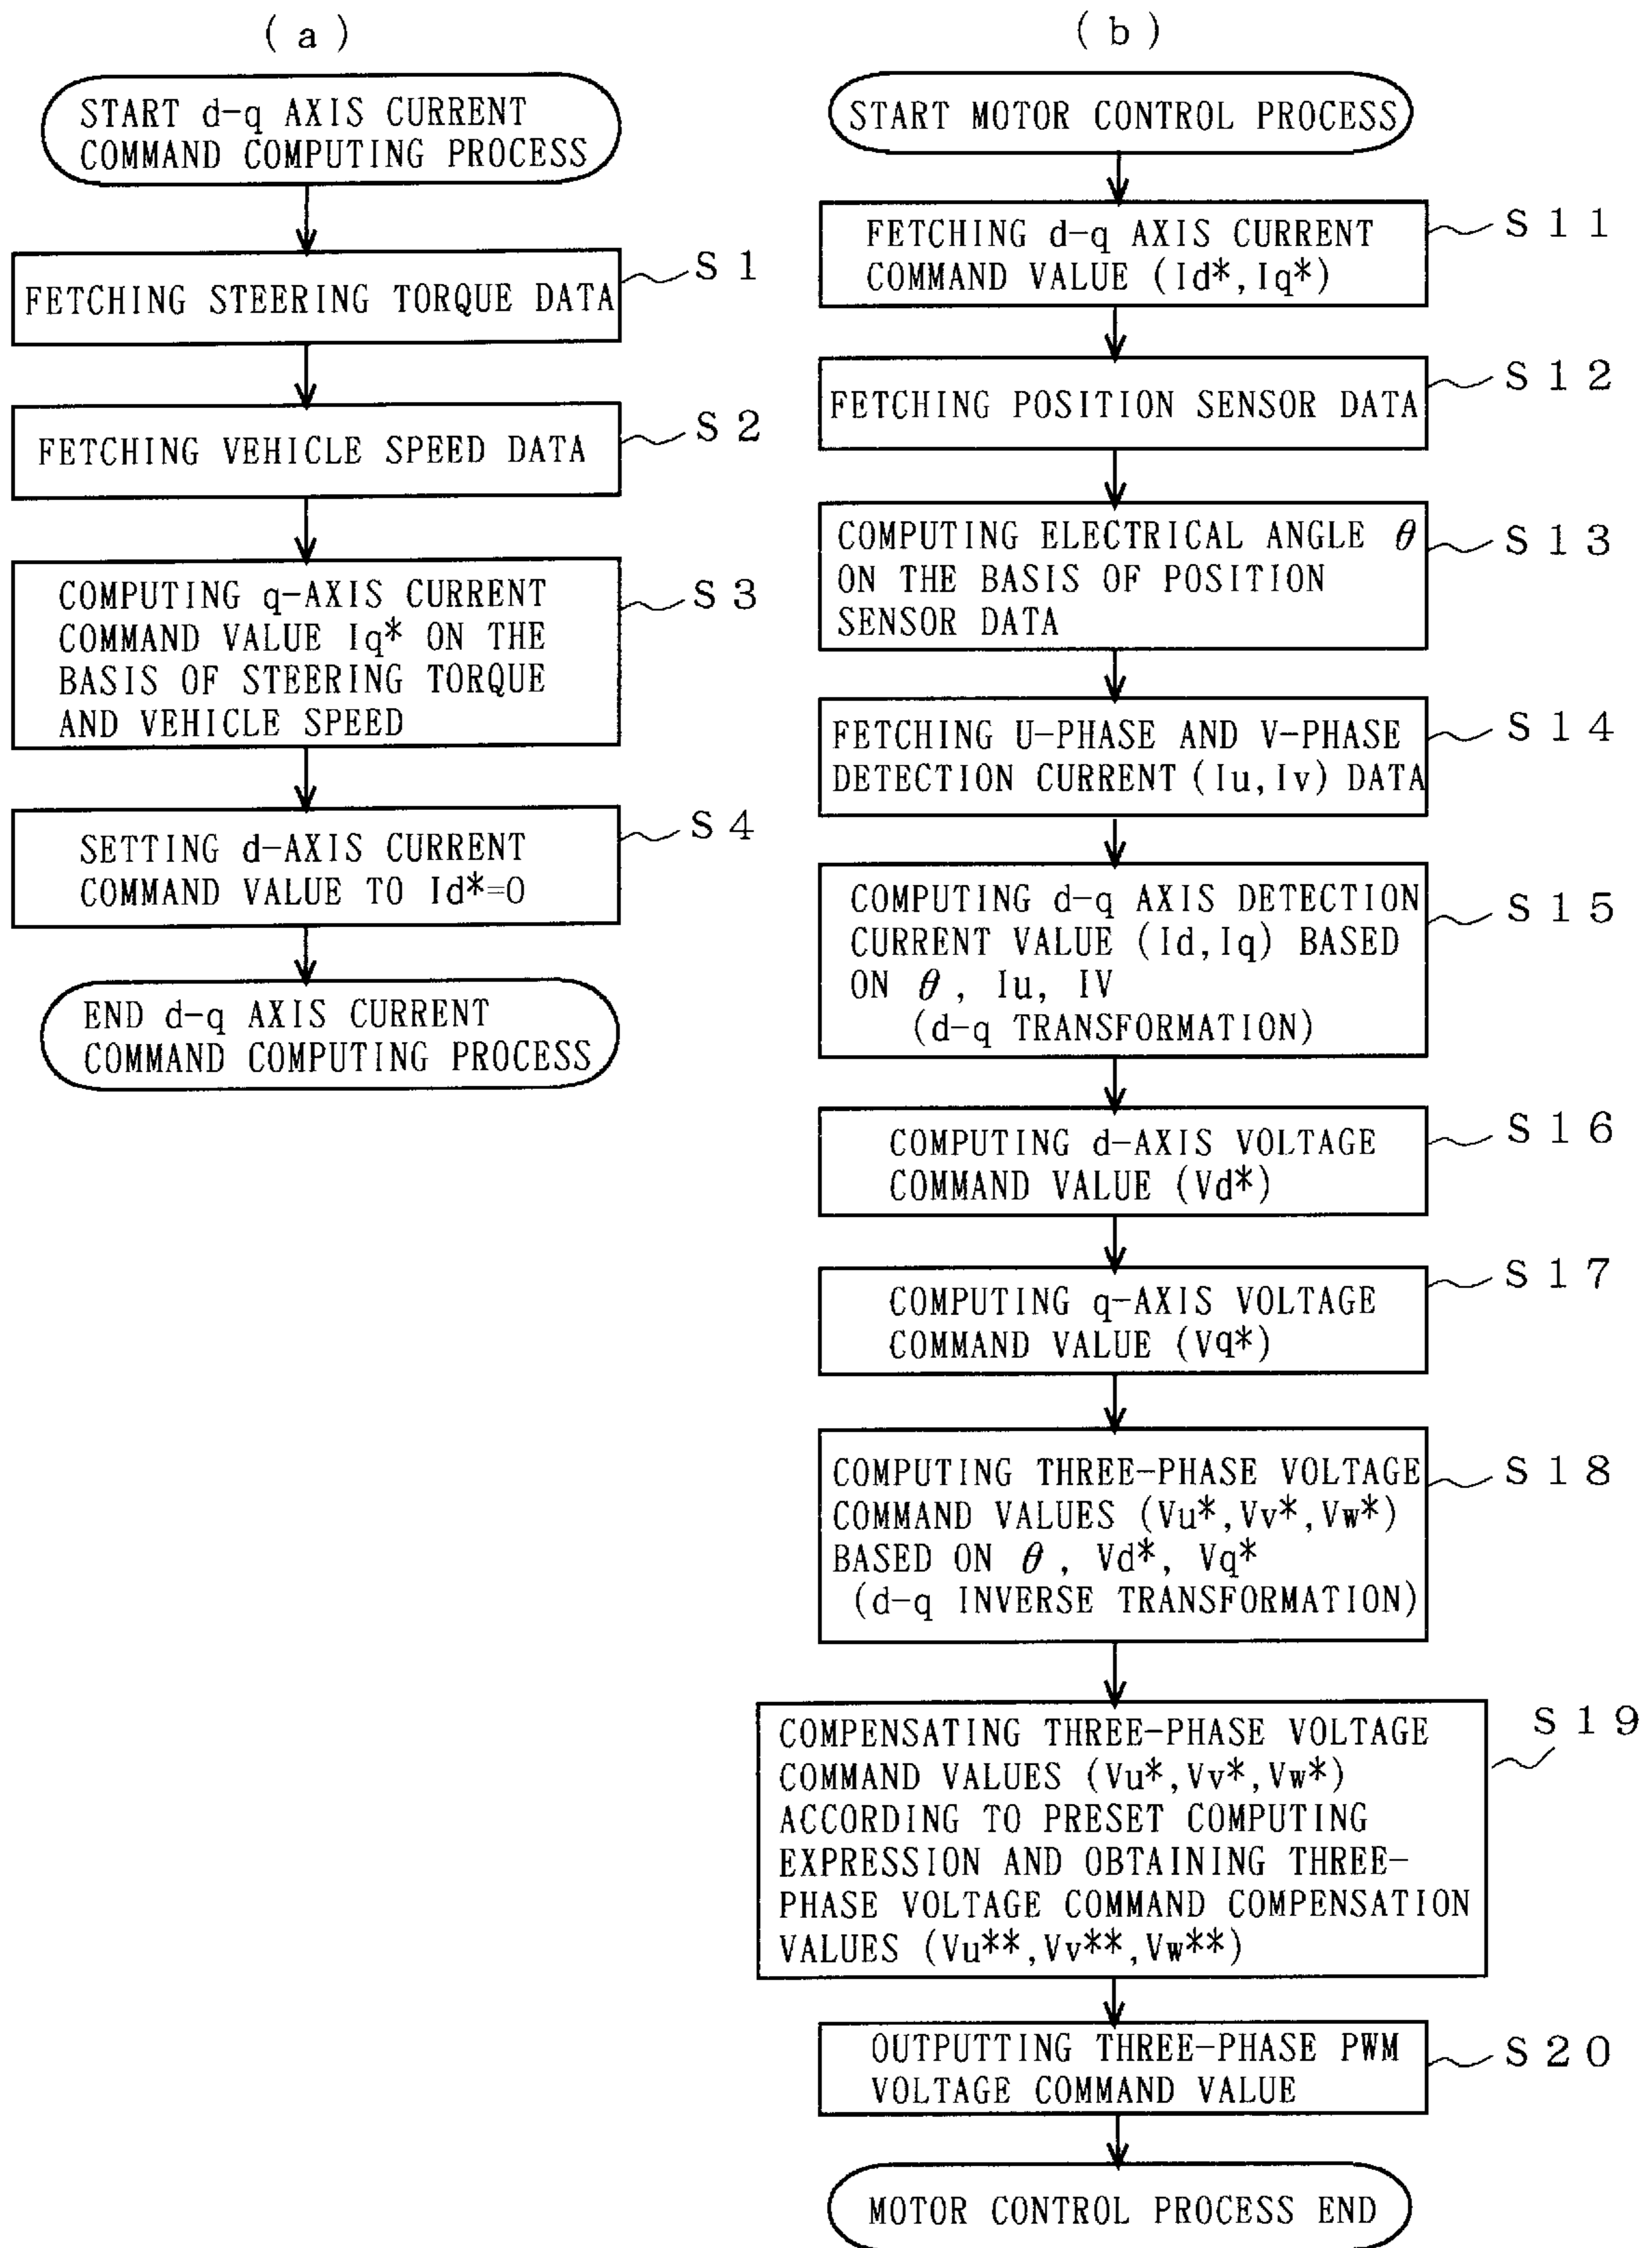 (a)
START d-q AXIS CURRENT
COMMAND COMPUTING PROCESS
FETCHING STEERING TORQUE DATA
S1
FETCHING VEHICLE SPEED DATA
S2
COMPUTING q-AXIS CURRENT
COMMAND VALUE Iq* ON THE
BASIS OF STEERING TORQUE
AND VEHICLE SPEED
S3
SETTING d-AXIS CURRENT
COMMAND VALUE TO Id*=0
S4
END d-q AXIS CURRENT
COMMAND COMPUTING PROCESS
(b)
START MOTOR CONTROL PROCESS
FETCHING d-q AXIS CURRENT
COMMAND VALUE (Id*,Iq*)
S11
FETCHING POSITION SENSOR DATA
S12
COMPUTING ELECTRICAL ANGLE θ
ON THE BASIS OF POSITION
SENSOR DATA
S13
FETCHING U-PHASE AND V-PHASE
DETECTION CURRENT (Iu,Iv) DATA
S14
COMPUTING d-q AXIS DETECTION
CURRENT VALUE (Id,Iq) BASED
ON θ, Iu, IV
(d-q TRANSFORMATION)
S15
COMPUTING d-AXIS VOLTAGE
COMMAND VALUE (Vd*)
S16
COMPUTING q-AXIS VOLTAGE
COMMAND VALUE (Vq*)
S17
COMPUTING THREE-PHASE VOLTAGE
COMMAND VALUES (Vu*,Vv*,Vw*)
BASED ON θ, Vd*, Vq*
(d-q INVERSE TRANSFORMATION)
S18
COMPENSATING THREE-PHASE VOLTAGE
COMMAND VALUES (Vu*,Vv*,Vw*)
ACCORDING TO PRESET COMPUTING
EXPRESSION AND OBTAINING THREE-
PHASE VOLTAGE COMMAND COMPENSATION
VALUES (Vu**,Vv**,Vw**)
S19
OUTPUTTING THREE-PHASE PWM
VOLTAGE COMMAND VALUE
S20
MOTOR CONTROL PROCESS END